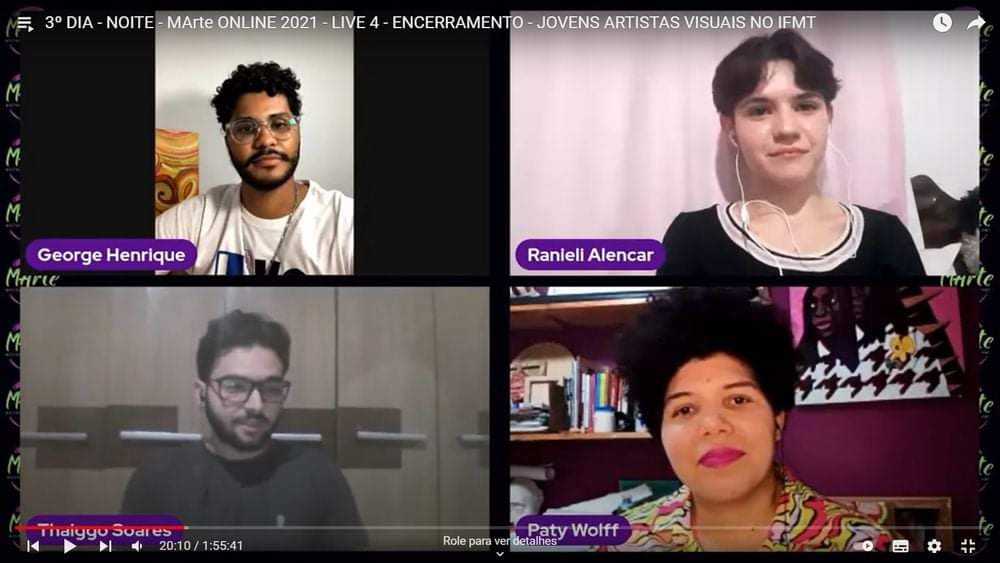 3º DIA - NOITE - MArte ONLINE 2021 - LIVE 4 - ENCERRAMENTO - JOVENS ARTISTAS VISUAIS NO IFMT
George Henrique
Ranieli Alencar
Marte
Thaiggo Soares
Paty Wolff
20:10 / 1:55:41
Role para ver detalhes